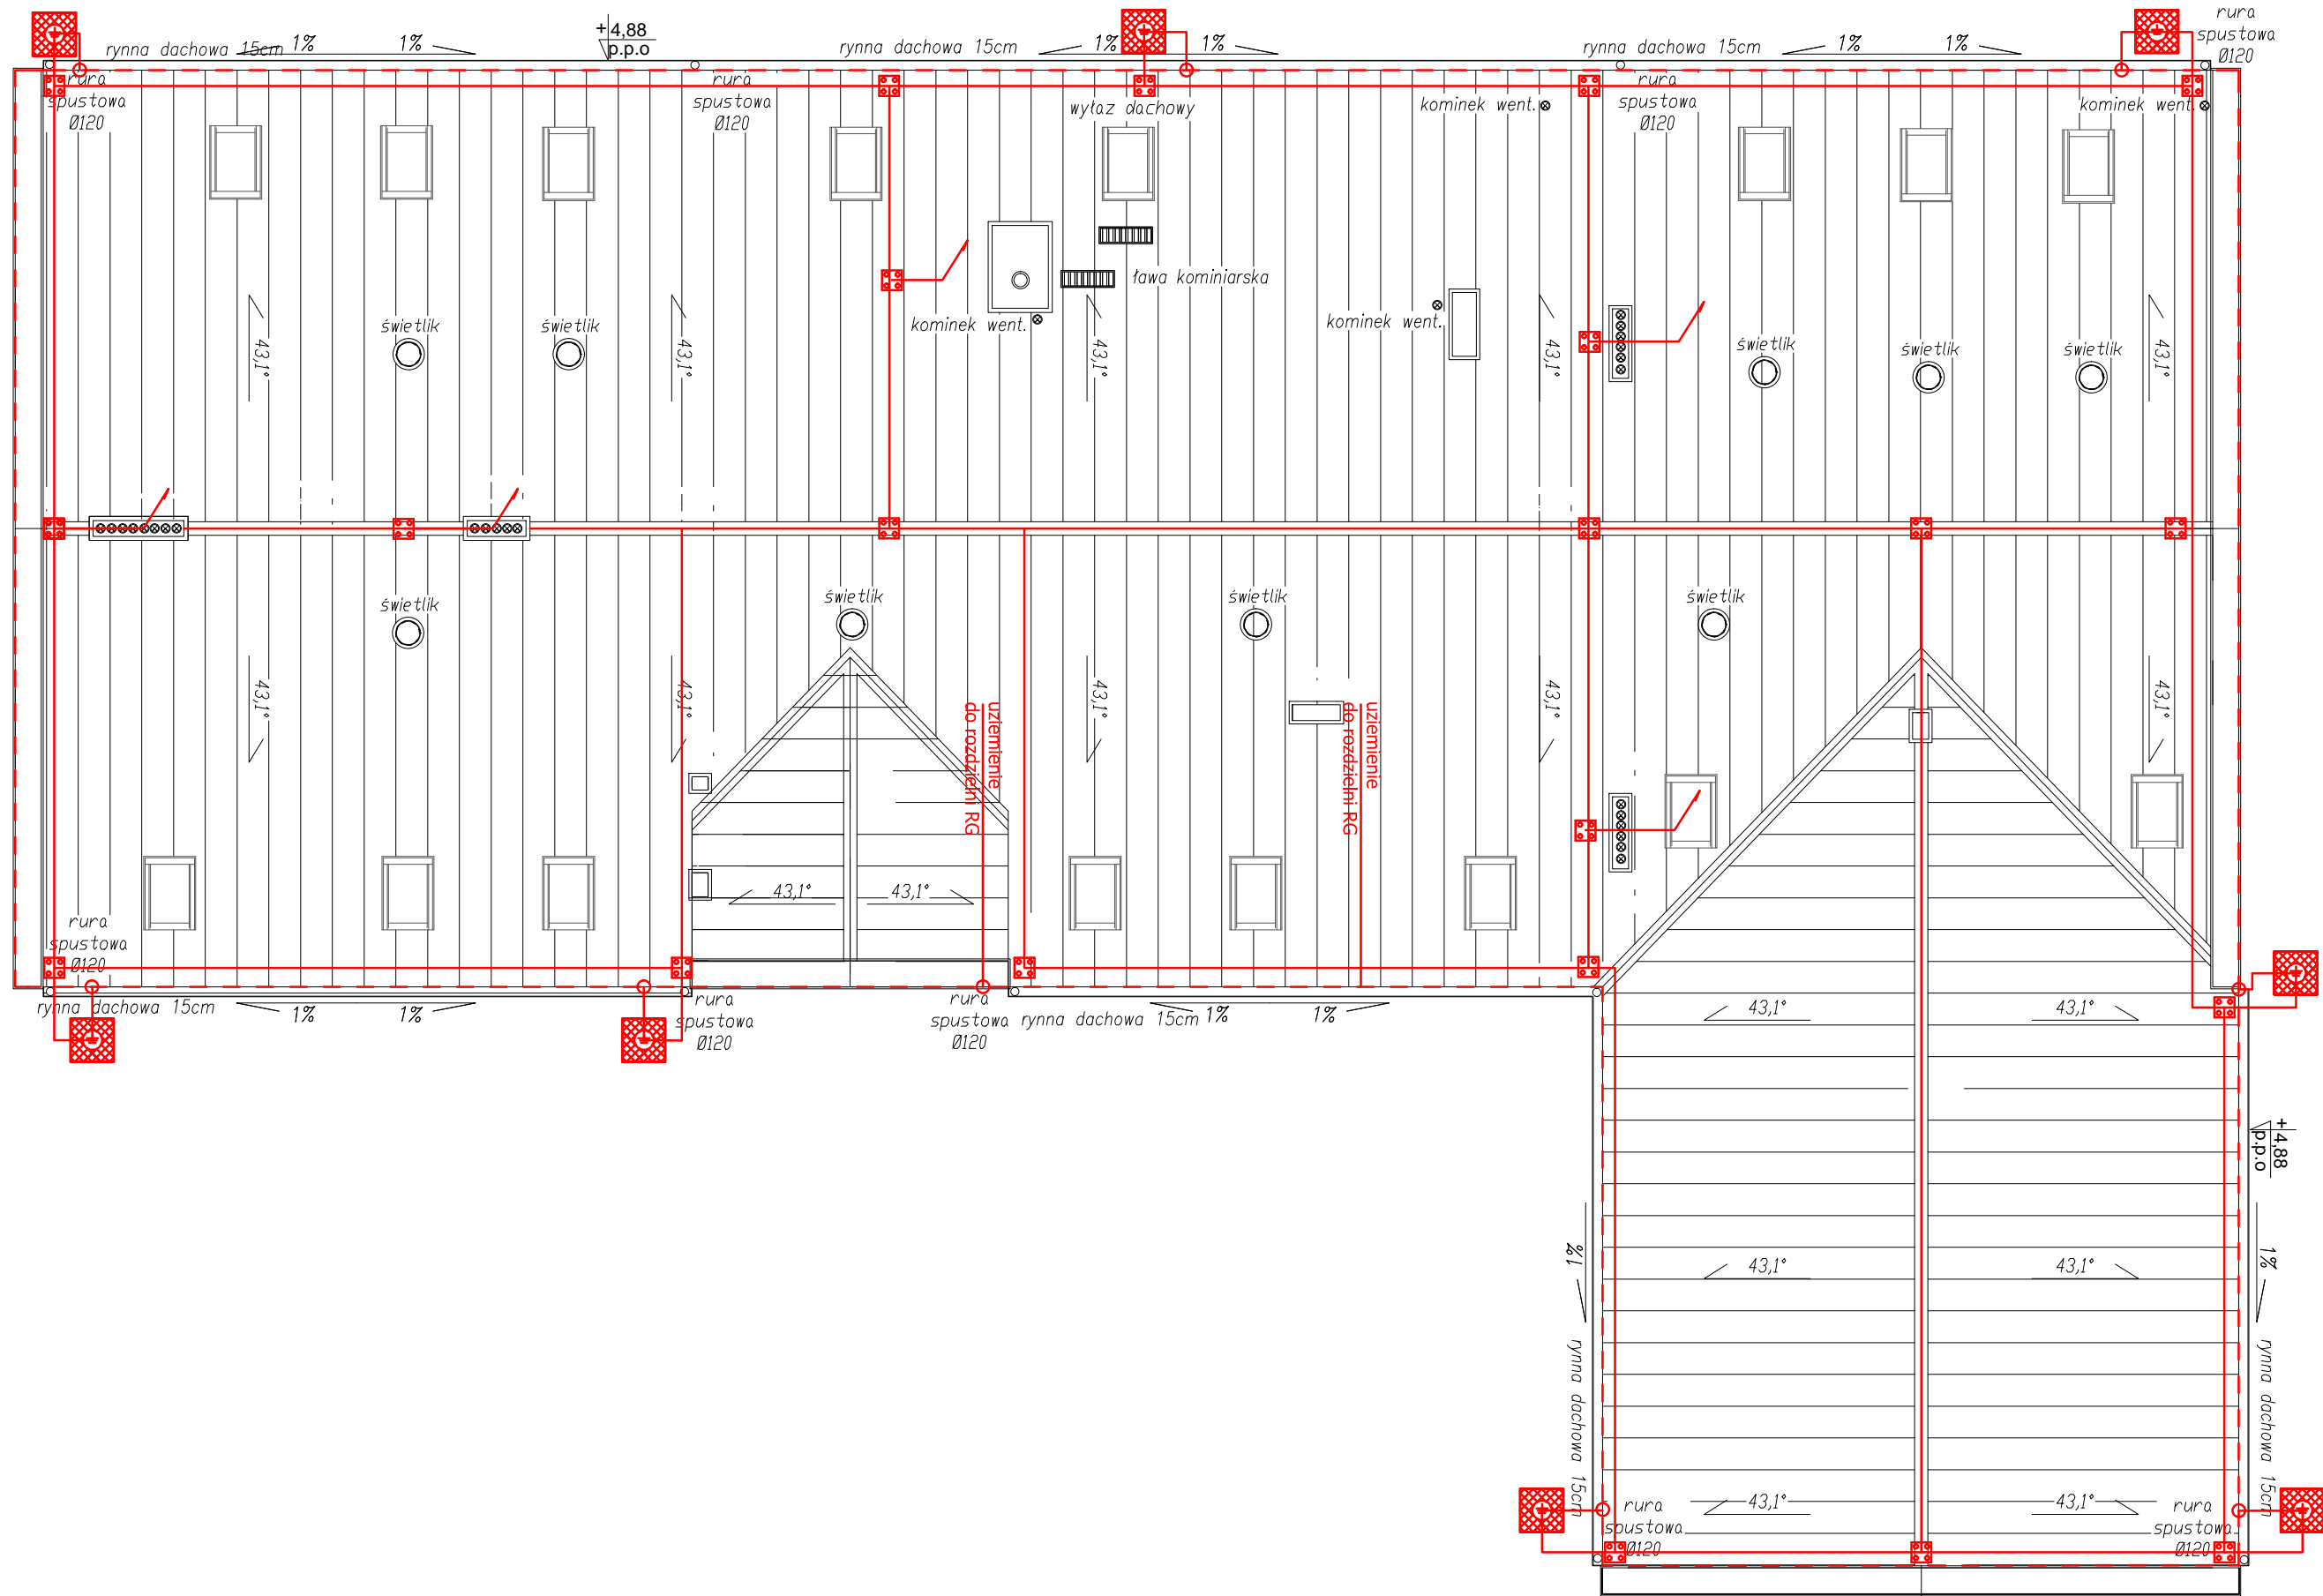 rynna dachowa 15cm
1%
1%
+4,88
p.p.o
rynna dachowa 15cm
1%
1%
rynna dachowa 15cm
1%
1%
rura
spustowa
Ø120
rura
spustowa
Ø120
rura
spustowa
Ø120
wyłaz dachowy
kominek went.
rura
spustowa
Ø120
kominek went.
ława kominiarska
kominek went.
kominek went.
świetlik
świetlik
świetlik
świetlik
świetlik
43,1°
43,1°
43,1°
43,1°
43,1°
świetlik
świetlik
świetlik
świetlik
43,1°
43,1°
43,1°
43,1°
43,1°
uziemienie
do rozdzielni RG
uziemienie
do rozdzielni RG
43,1°
43,1°
rura
spustowa
Ø120
rynna dachowa 15cm
1%
1%
rura
spustowa
Ø120
rura
spustowa
Ø120
rynna dachowa 15cm
1%
1%
43,1°
43,1°
+4,88
p.p.o
1%
1%
43,1°
43,1°
rynna dachowa 15cm
rynna dachowa 15cm
43,1°
43,1°
rura
spustowa
Ø120
rura
spustowa
Ø120